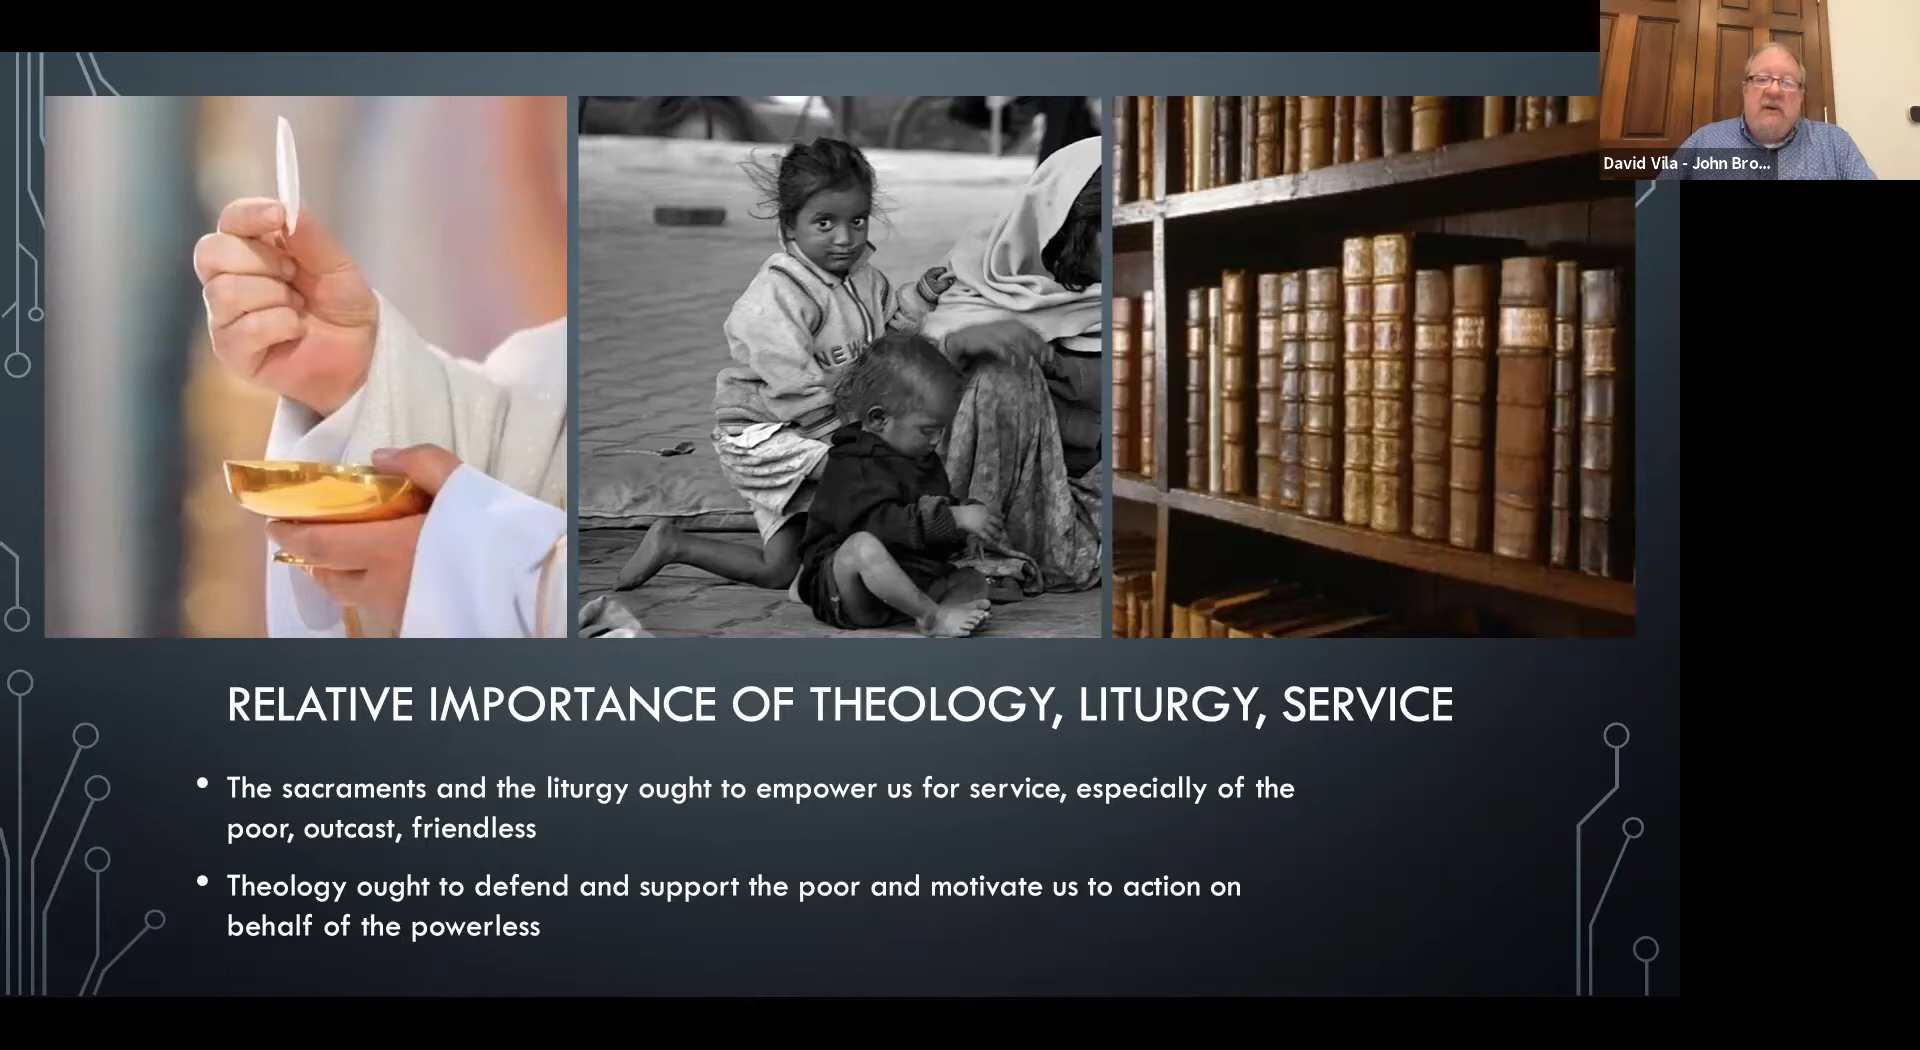 David Vila - John Bro...
NEW
RELATIVE IMPORTANCE OF THEOLOGY, LITURGY, SERVICE
• The sacraments and the liturgy ought to empower us for service, especially of the
poor, outcast, friendless
• Theology ought to defend and support the poor and motivate us to action on
behalf of the powerless